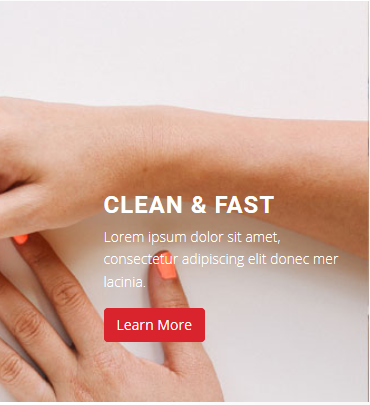 CLEAN & FAST
Lorem ipsum dolor sit amet,
consectetur adipiscing elit donec mer
lacinia.
Learn More